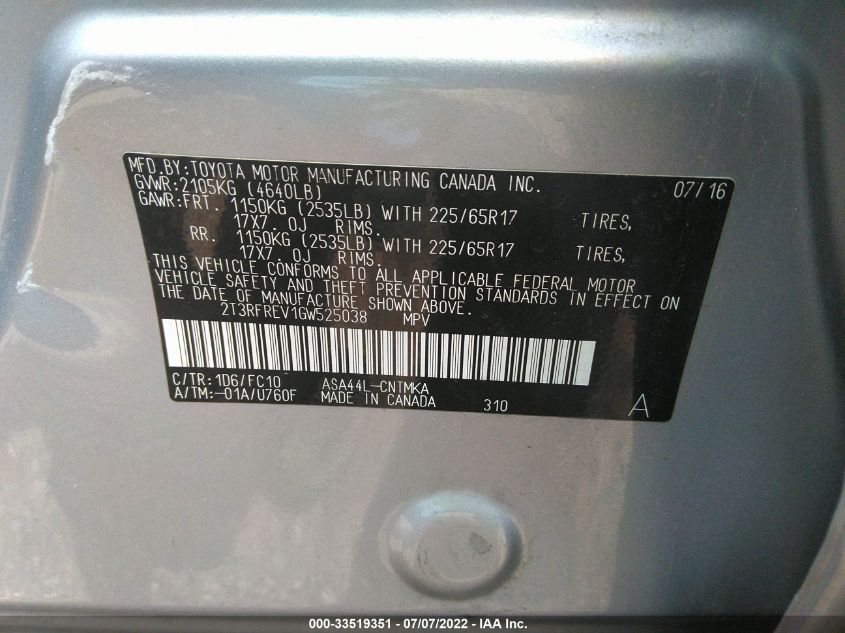 MFD.BY:TOYOTA MOTOR MANUFACTURING CANADA INC. 07/16
GVWR:2105KG (4640LB)
GAWR:FRT. 1150KG (2535LB) WITH 225/65R17 TIRES,
17X7. 0J RIMS.
RR. 1150KG (2535LB) WITH 225/65R17 TIRES,
17X7. 0J RIMS.
THIS VEHICLE CONFORMS TO ALL APPLICABLE FEDERAL MOTOR
VEHICLE SAFETY AND THEFT PREVENTION STANDARDS IN EFFECT ON
THE DATE OF MANUFACTURE SHOWN ABOVE.
2T3RFREV1GW525038 MPV
C/TR:1D6/FC10 ASA44L-CNTMKA
A/TM:-01A/U760F MADE IN CANADA 310 A
000-33519351 - 07/07/2022 - IAA Inc.